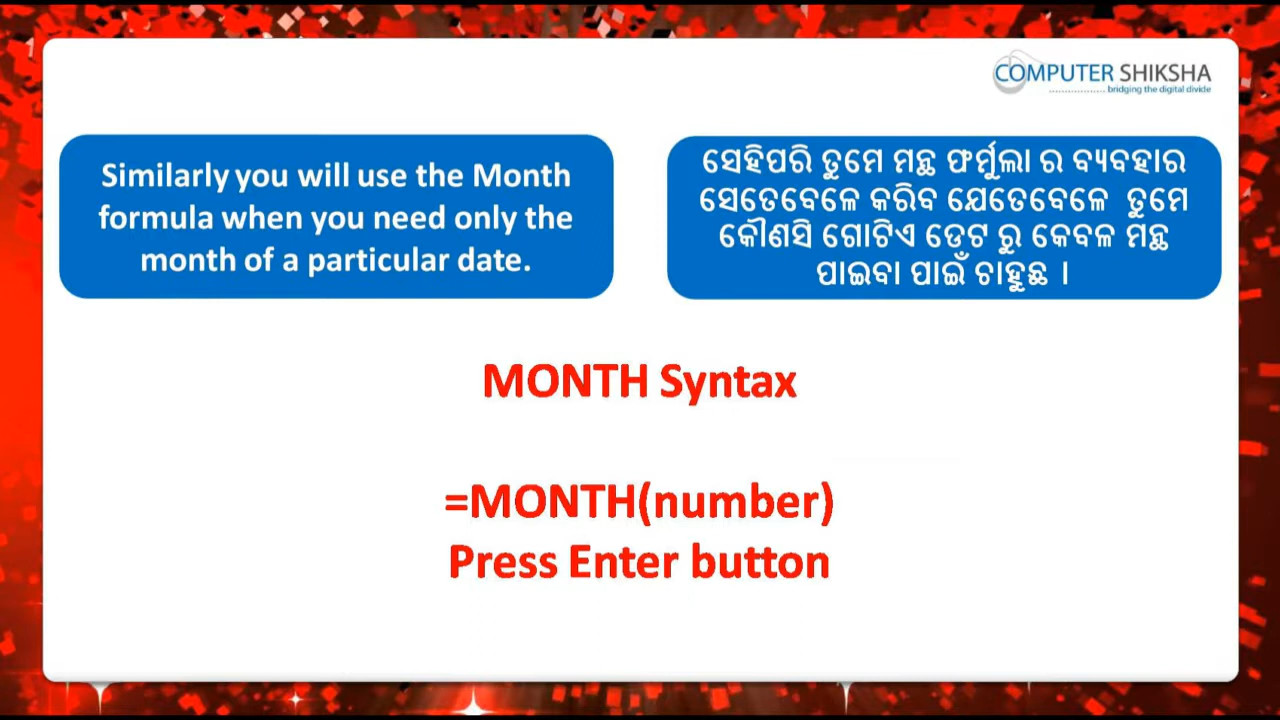 COMPUTER SHIKSHA
bridging the digital divide
Similarly you will use the Month
formula when you need only the
month of a particular date.
ସେହିପରି ତୁମେ ମନ୍ଥ ଫର୍ମୁଲା ର ବ୍ୟବହାର
ସେତେବେଳେ କରିବ ଯେତେବେଳେ ତୁମେ
କୌଣସି ଗୋଟିଏ ଡେଟ ରୁ କେବଳ ମନ୍ଥ
ପାଇବା ପାଇଁ ଚାହୁଛ ।
MONTH Syntax
=MONTH(number)
Press Enter button